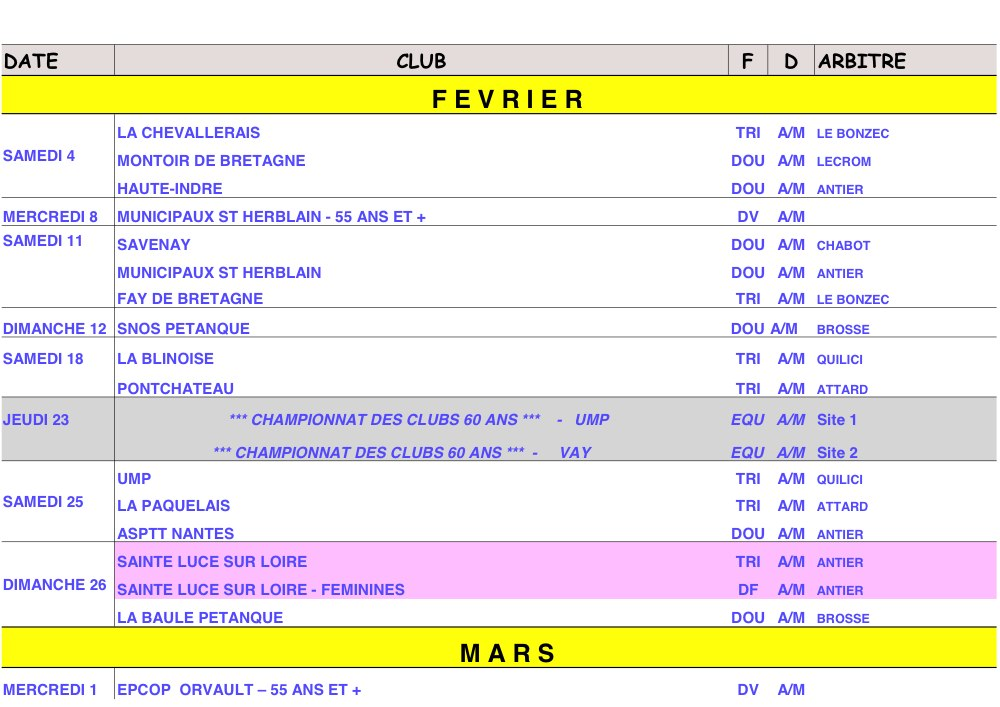 DATE CLUB F D ARBITRE
FEVRIER
LA CHEVALLERAIS TRI A/M LE BONZEC
SAMEDI 4
MONTOIR DE BRETAGNE DOU A/M LECROM
HAUTE-INDRE DOU A/M ANTIER
MERCREDI 8 MUNICIPAUX ST HERBLAIN - 55 ANS ET + DV A/M
SAMEDI 11 SAVENAY DOU A/M CHABOT
MUNICIPAUX ST HERBLAIN DOU A/M ANTIER
FAY DE BRETAGNE TRI A/M LE BONZEC
DIMANCHE 12 SNOS PETANQUE DOU A/M BROSSE
SAMEDI 18 LA BLINOISE TRI A/M QUILICI
PONTCHATEAU TRI A/M ATTARD
JEUDI 23 *** CHAMPIONNAT DES CLUBS 60 ANS *** - UMP EQU A/M Site 1
*** CHAMPIONNAT DES CLUBS 60 ANS *** - VAY EQU A/M Site 2
UMP TRI A/M QUILICI
SAMEDI 25 LA PAQUELAIS TRI A/M ATTARD
ASPTT NANTES DOU A/M ANTIER
SAINTE LUCE SUR LOIRE TRI A/M ANTIER
DIMANCHE 26 SAINTE LUCE SUR LOIRE - FEMININES DF A/M ANTIER
LA BAULE PETANQUE DOU A/M BROSSE
MARS
MERCREDI 1 EPCOP ORVAULT – 55 ANS ET + DV A/M